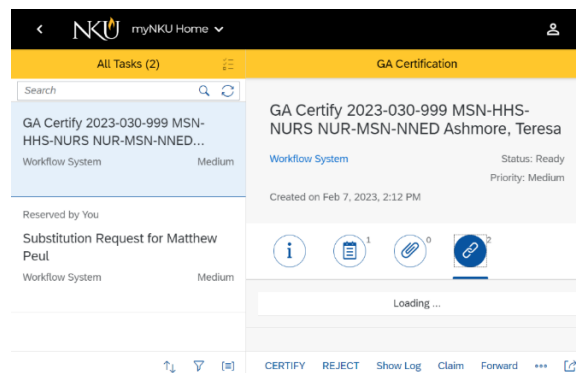 NKU myNKU Home
All Tasks (2)
Search
GA Certify 2023-030-999 MSN-
HHS-NURS NUR-MSN-NNED...
Workflow System Medium
Reserved by You
Substitution Request for Matthew
Peul
Workflow System Medium
GA Certification
GA Certify 2023-030-999 MSN-HHS-
NURS NUR-MSN-NNED Ashmore, Teresa
Workflow System Status: Ready
Priority: Medium
Created on Feb 7, 2023, 2:12 PM
i 1 0 2
Loading ...
CERTIFY REJECT Show Log Claim Forward •••